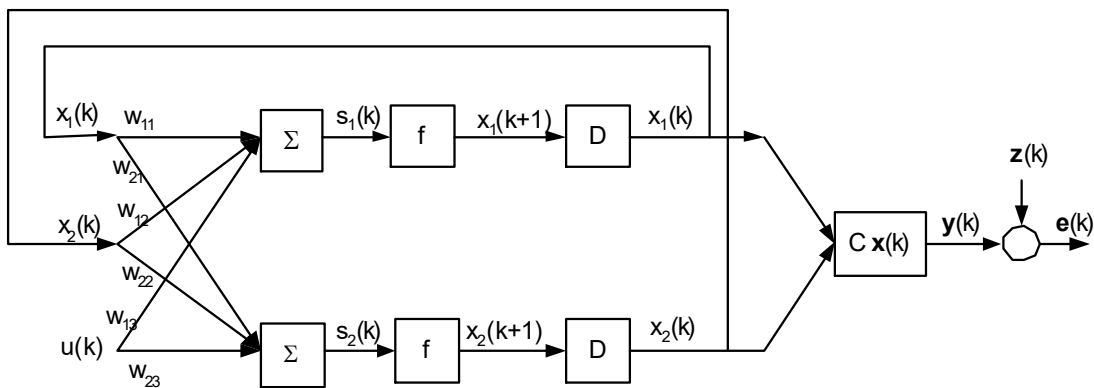 x₁(k) w₁₁ Σ s₁(k) f x₁(k+1) D x₁(k)
w₂₁
z(k)
x₂(k) w₁₂ C x(k) y(k) e(k)
w₂₂
w₁₃
u(k) w₂₃ Σ s₂(k) f x₂(k+1) D x₂(k)